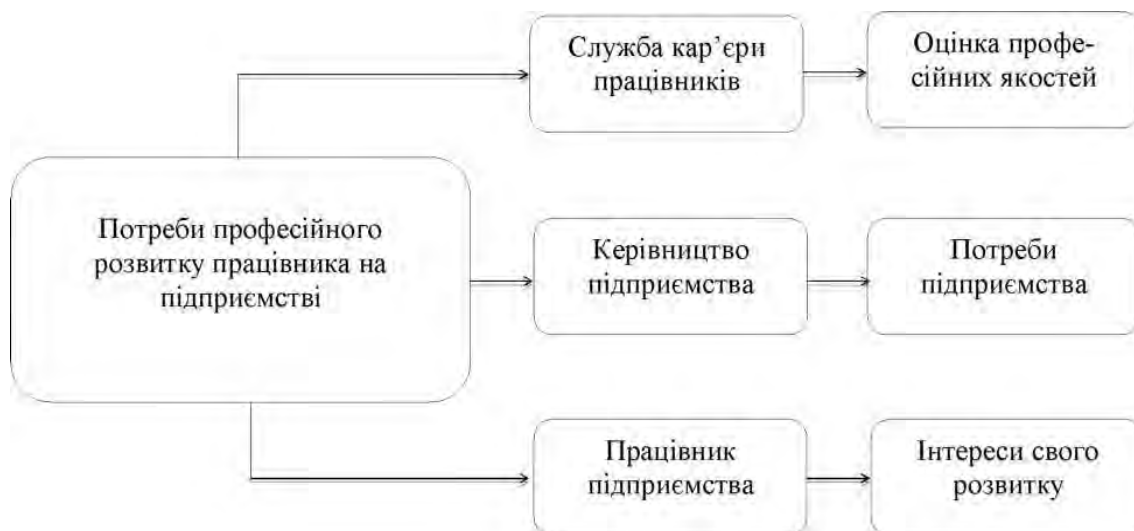 Служба кар’єри
працівників
Оцінка профе-
сійних якостей
Потреби професійного
розвитку працівника на
підприємстві
Керівництво
підприємства
Потреби
підприємства
Працівник
підприємства
Інтереси свого
розвитку